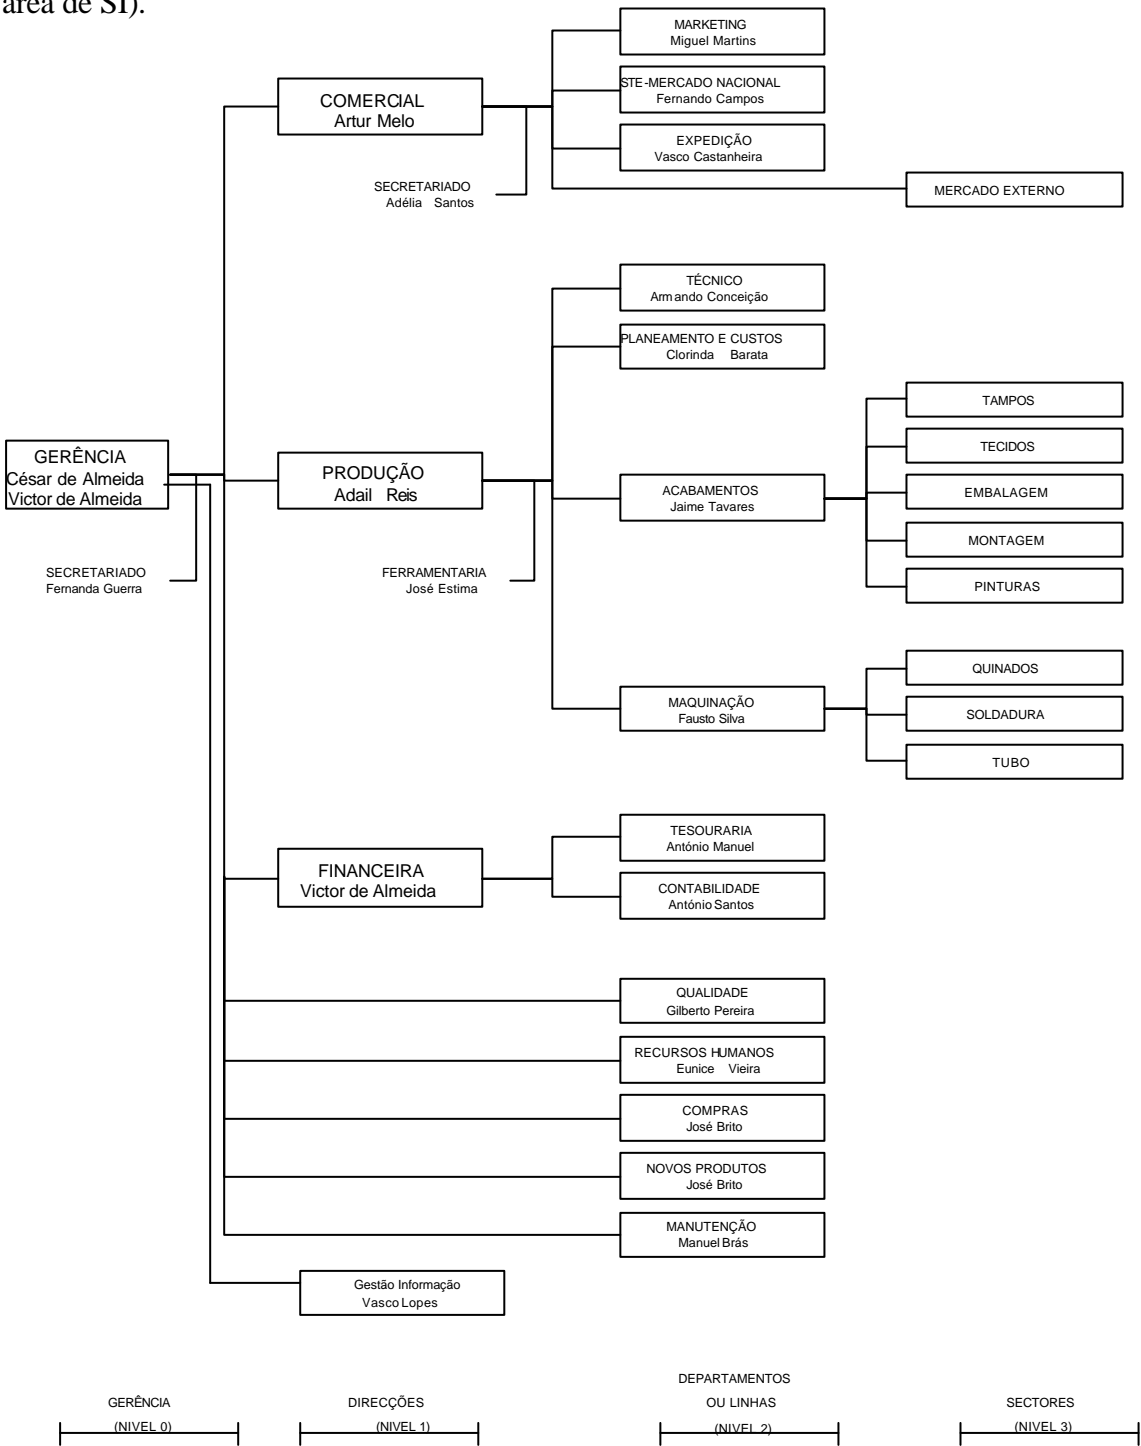 área de SI).
MARKETING
Miguel Martins
STE-MERCADO NACIONAL
Fernando Campos
COMERCIAL
Artur Melo
EXPEDIÇÃO
Vasco Castanheira
SECRETARIADO
Adélia Santos
MERCADO EXTERNO
TÉCNICO
Armando Conceição
PLANEAMENTO E CUSTOS
Clorinda Barata
TAMPOS
TECIDOS
GERÊNCIA
César de Almeida
Victor de Almeida
PRODUÇÃO
Adail Reis
ACABAMENTOS
Jaime Tavares
EMBALAGEM
MONTAGEM
SECRETARIADO
Fernanda Guerra
FERRAMENTARIA
José Estima
PINTURAS
QUINADOS
MAQUINAÇÃO
Fausto Silva
SOLDADURA
TUBO
TESOURARIA
António Manuel
FINANCEIRA
Victor de Almeida
CONTABILIDADE
António Santos
QUALIDADE
Gilberto Pereira
RECURSOS HUMANOS
Eunice Vieira
COMPRAS
José Brito
NOVOS PRODUTOS
José Brito
MANUTENÇÃO
Manuel Brás
Gestão Informação
Vasco Lopes
GERÊNCIA
(NIVEL 0)
DIRECÇÕES
(NIVEL 1)
DEPARTAMENTOS
OU LINHAS
(NIVEL 2)
SECTORES
(NIVEL 3)